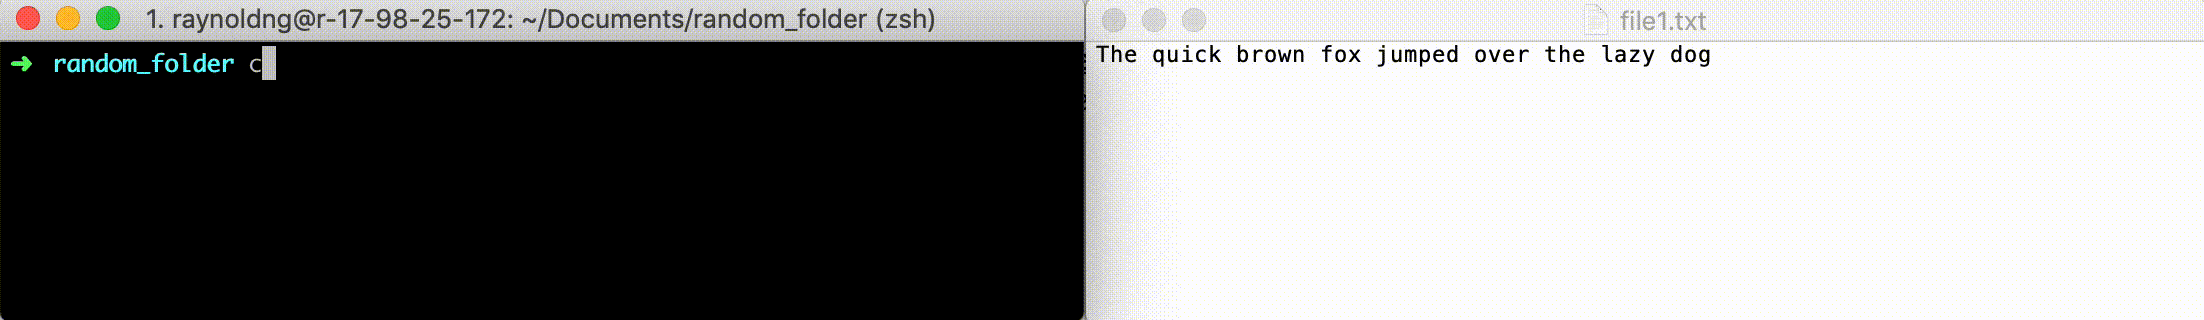 1. raynoldng@r-17-98-25-172: ~/Documents/random_folder (zsh)
➜ random_folder c
file1.txt
The quick brown fox jumped over the lazy dog